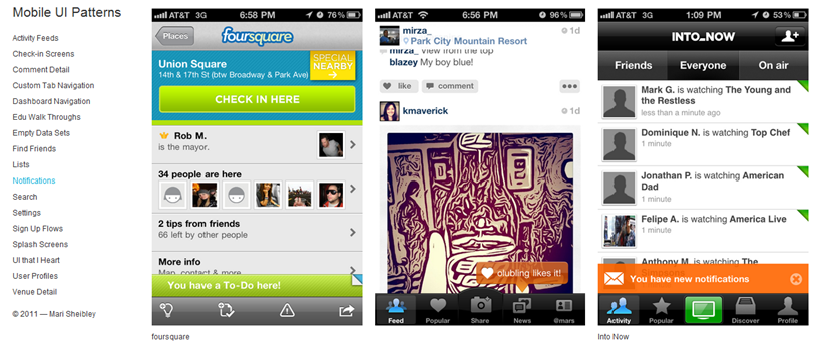 Mobile UI Patterns
Activity Feeds
Check-in Screens
Comment Detail
Custom Tab Navigation
Dashboard Navigation
Edu Walk Throughs
Empty Data Sets
Find Friends
Lists
Notifications
Search
Settings
Sign Up Flows
Splash Screens
UI that I Heart
User Profiles
Venue Detail
© 2011 — Mari Sheibley
AT&T 3G 6:58 PM 76%
Places
foursquare
Union Square
14th & 17th St (btw Broadway & Park Ave)
SPECIAL
NEARBY
CHECK IN HERE
Rob M.
is the mayor.
34 people are here
2 tips from friends
66 left by other people
More info
Map, contact & more
You have a To-Do here!
foursquare
AT&T 6:56 PM 96%
mirza_ 1d
Park City Mountain Resort
mirza_ view from the top
blazey My boy blue!
like comment
kmaverick 1d
olubling likes it!
Feed Popular Share News @mars
AT&T 3G 1:09 PM 53%
INTO_NOW
Friends Everyone On air
Mark G. is watching The Young and
the Restless
less than a minute ago
Dominique N. is watching Top Chef
1 minute
Jonathan P. is watching American
Dad
1 minute
Felipe A. is watching America Live
1 minute
Anthony M. is watching The
Simpsons
You have new notifications
Activity Popular Discover Profile
Into Now